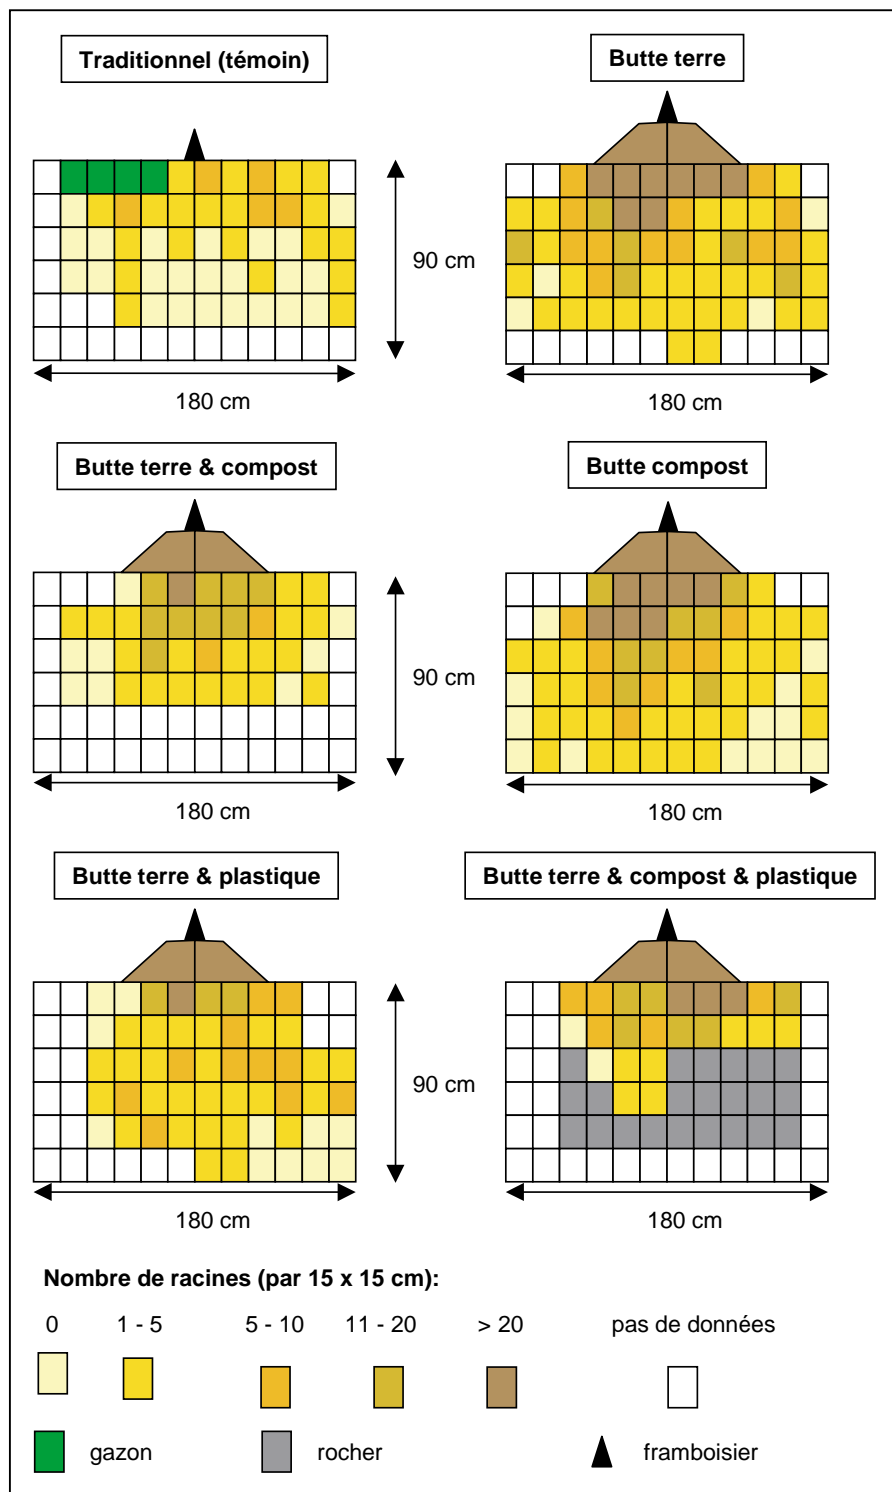 Traditionnel (témoin)
Butte terre
90 cm
180 cm
180 cm
Butte terre & compost
Butte compost
90 cm
180 cm
180 cm
Butte terre & plastique
Butte terre & compost & plastique
90 cm
180 cm
180 cm
Nombre de racines (par 15 x 15 cm):
0 1 - 5 5 - 10 11 - 20 > 20 pas de données
gazon rocher framboisier